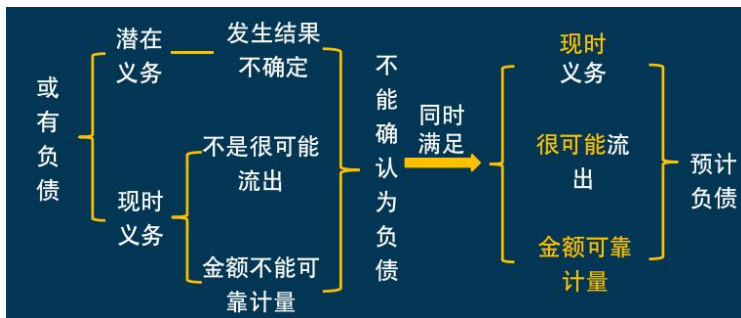 或有负债
潜在
义务
发生结果
不确定
现时
义务
不是很可能
流出
金额不能可
靠计量
不能确认为负债
同时
满足
现时
义务
很可能流
出
金额可靠
计量
预计
负债